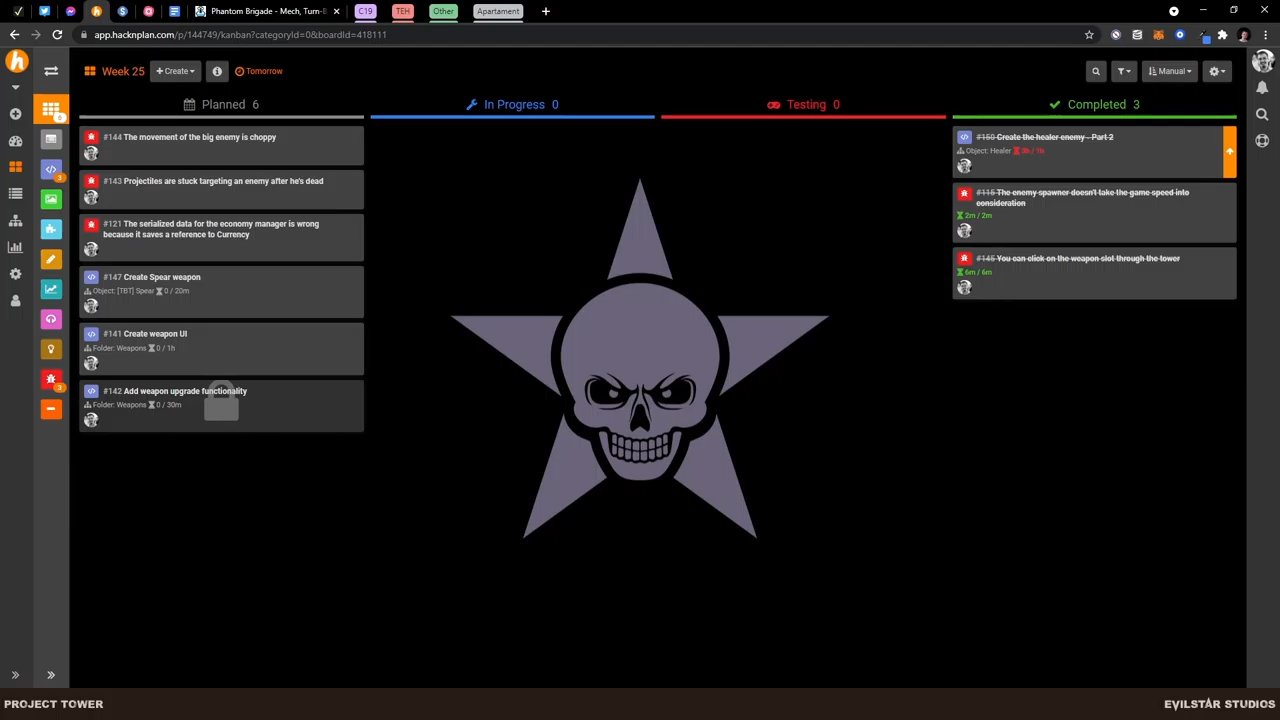 Phantom Brigade - Mech, Turn-B
C19
TEH
Other
Apartament
app.hacknplan.com/p/144749/kanban?categoryId=0&boardId=418111
Week 25
Create
Tomorrow
Manual
6
3
3
Planned 6
#144 The movement of the big enemy is choppy
#143 Projectiles are stuck targeting an enemy after he's dead
#121 The serialized data for the economy manager is wrong
because it saves a reference to Currency
#147 Create Spear weapon
Object: [TBT] Spear 0 / 20m
#141 Create weapon UI
Folder: Weapons 0 / 1h
#142 Add weapon upgrade functionality
Folder: Weapons 0 / 30m
In Progress 0
Testing 0
Completed 3
#150 Create the healer enemy - Part 2
Object: Healer 3h / 1h
#115 The enemy spawner doesn't take the game speed into
consideration
2m / 2m
#145 You can click on the weapon slot through the tower
6m / 6m
PROJECT TOWER
EVILSTAR STUDIOS